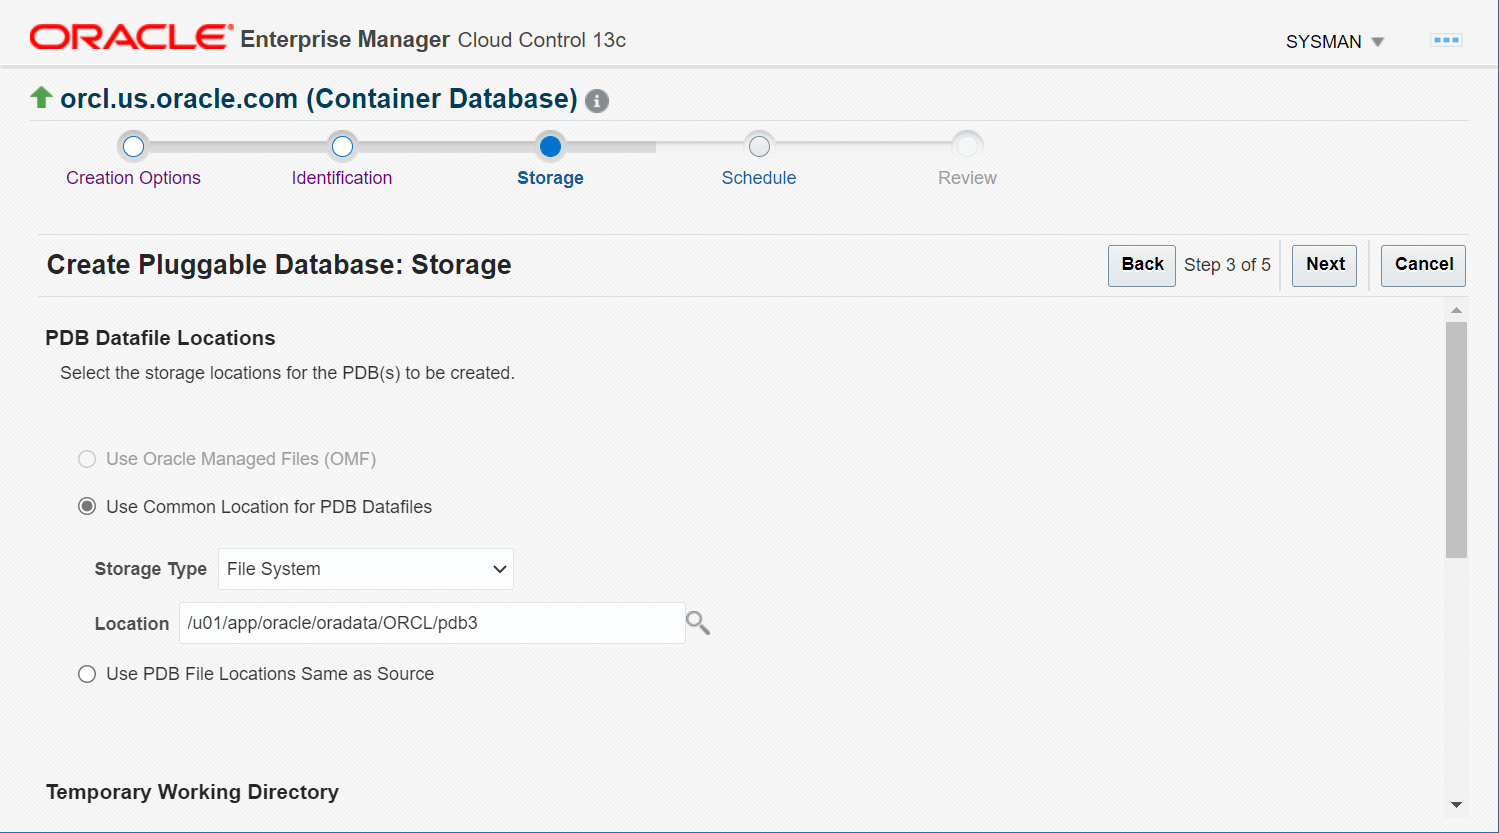 ORACLE® Enterprise Manager Cloud Control 13c
SYSMAN
orcl.us.oracle.com (Container Database) i
Creation Options
Identification
Storage
Schedule
Review
Create Pluggable Database: Storage
Back Step 3 of 5 Next Cancel
PDB Datafile Locations
Select the storage locations for the PDB(s) to be created.
Use Oracle Managed Files (OMF)
Use Common Location for PDB Datafiles
Storage Type File System
Location /u01/app/oracle/oradata/ORCL/pdb3
Use PDB File Locations Same as Source
Temporary Working Directory